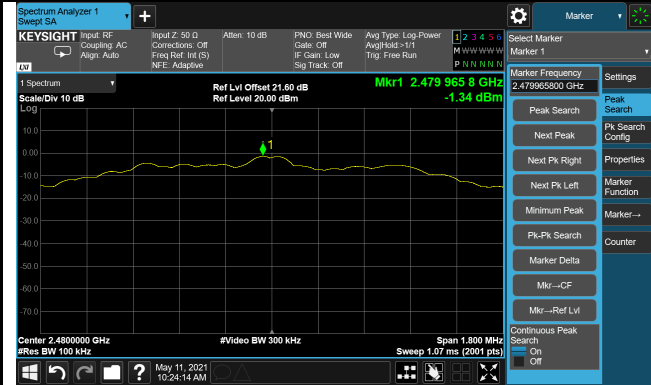 Spectrum Analyzer 1
Swept SA
+
Marker
KEYSIGHT
Input: RF
Coupling: AC
Align: Auto
LXI
Input Z: 50 Ω
Corrections: Off
Freq Ref: Int (S)
NFE: Adaptive
Atten: 10 dB
PNO: Best Wide
Gate: Off
IF Gain: Low
Sig Track: Off
Avg Type: Log-Power
Avg|Hold:>1/1
Trig: Free Run
1 2 3 4 5 6
M W W W W W
P N N N N N
Select Marker
Marker 1
1 Spectrum
Scale/Div 10 dB
Log
Ref Lvl Offset 21.60 dB
Ref Level 20.00 dBm
Mkr1 2.479 965 8 GHz
-1.34 dBm
1
10.0
0.00
-10.0
-20.0
-30.0
-40.0
-50.0
-60.0
-70.0
Center 2.4800000 GHz
#Res BW 100 kHz
#Video BW 300 kHz
Span 1.800 MHz
Sweep 1.07 ms (2001 pts)
Marker Frequency
2.479965800 GHz
Peak Search
Next Peak
Next Pk Right
Next Pk Left
Minimum Peak
Pk-Pk Search
Marker Delta
Mkr→CF
Mkr→Ref Lvl
Continuous Peak
Search
On
Off
Settings
Peak
Search
Pk Search
Config
Properties
Marker
Function
Marker→
Counter
?
May 11, 2021
10:24:14 AM